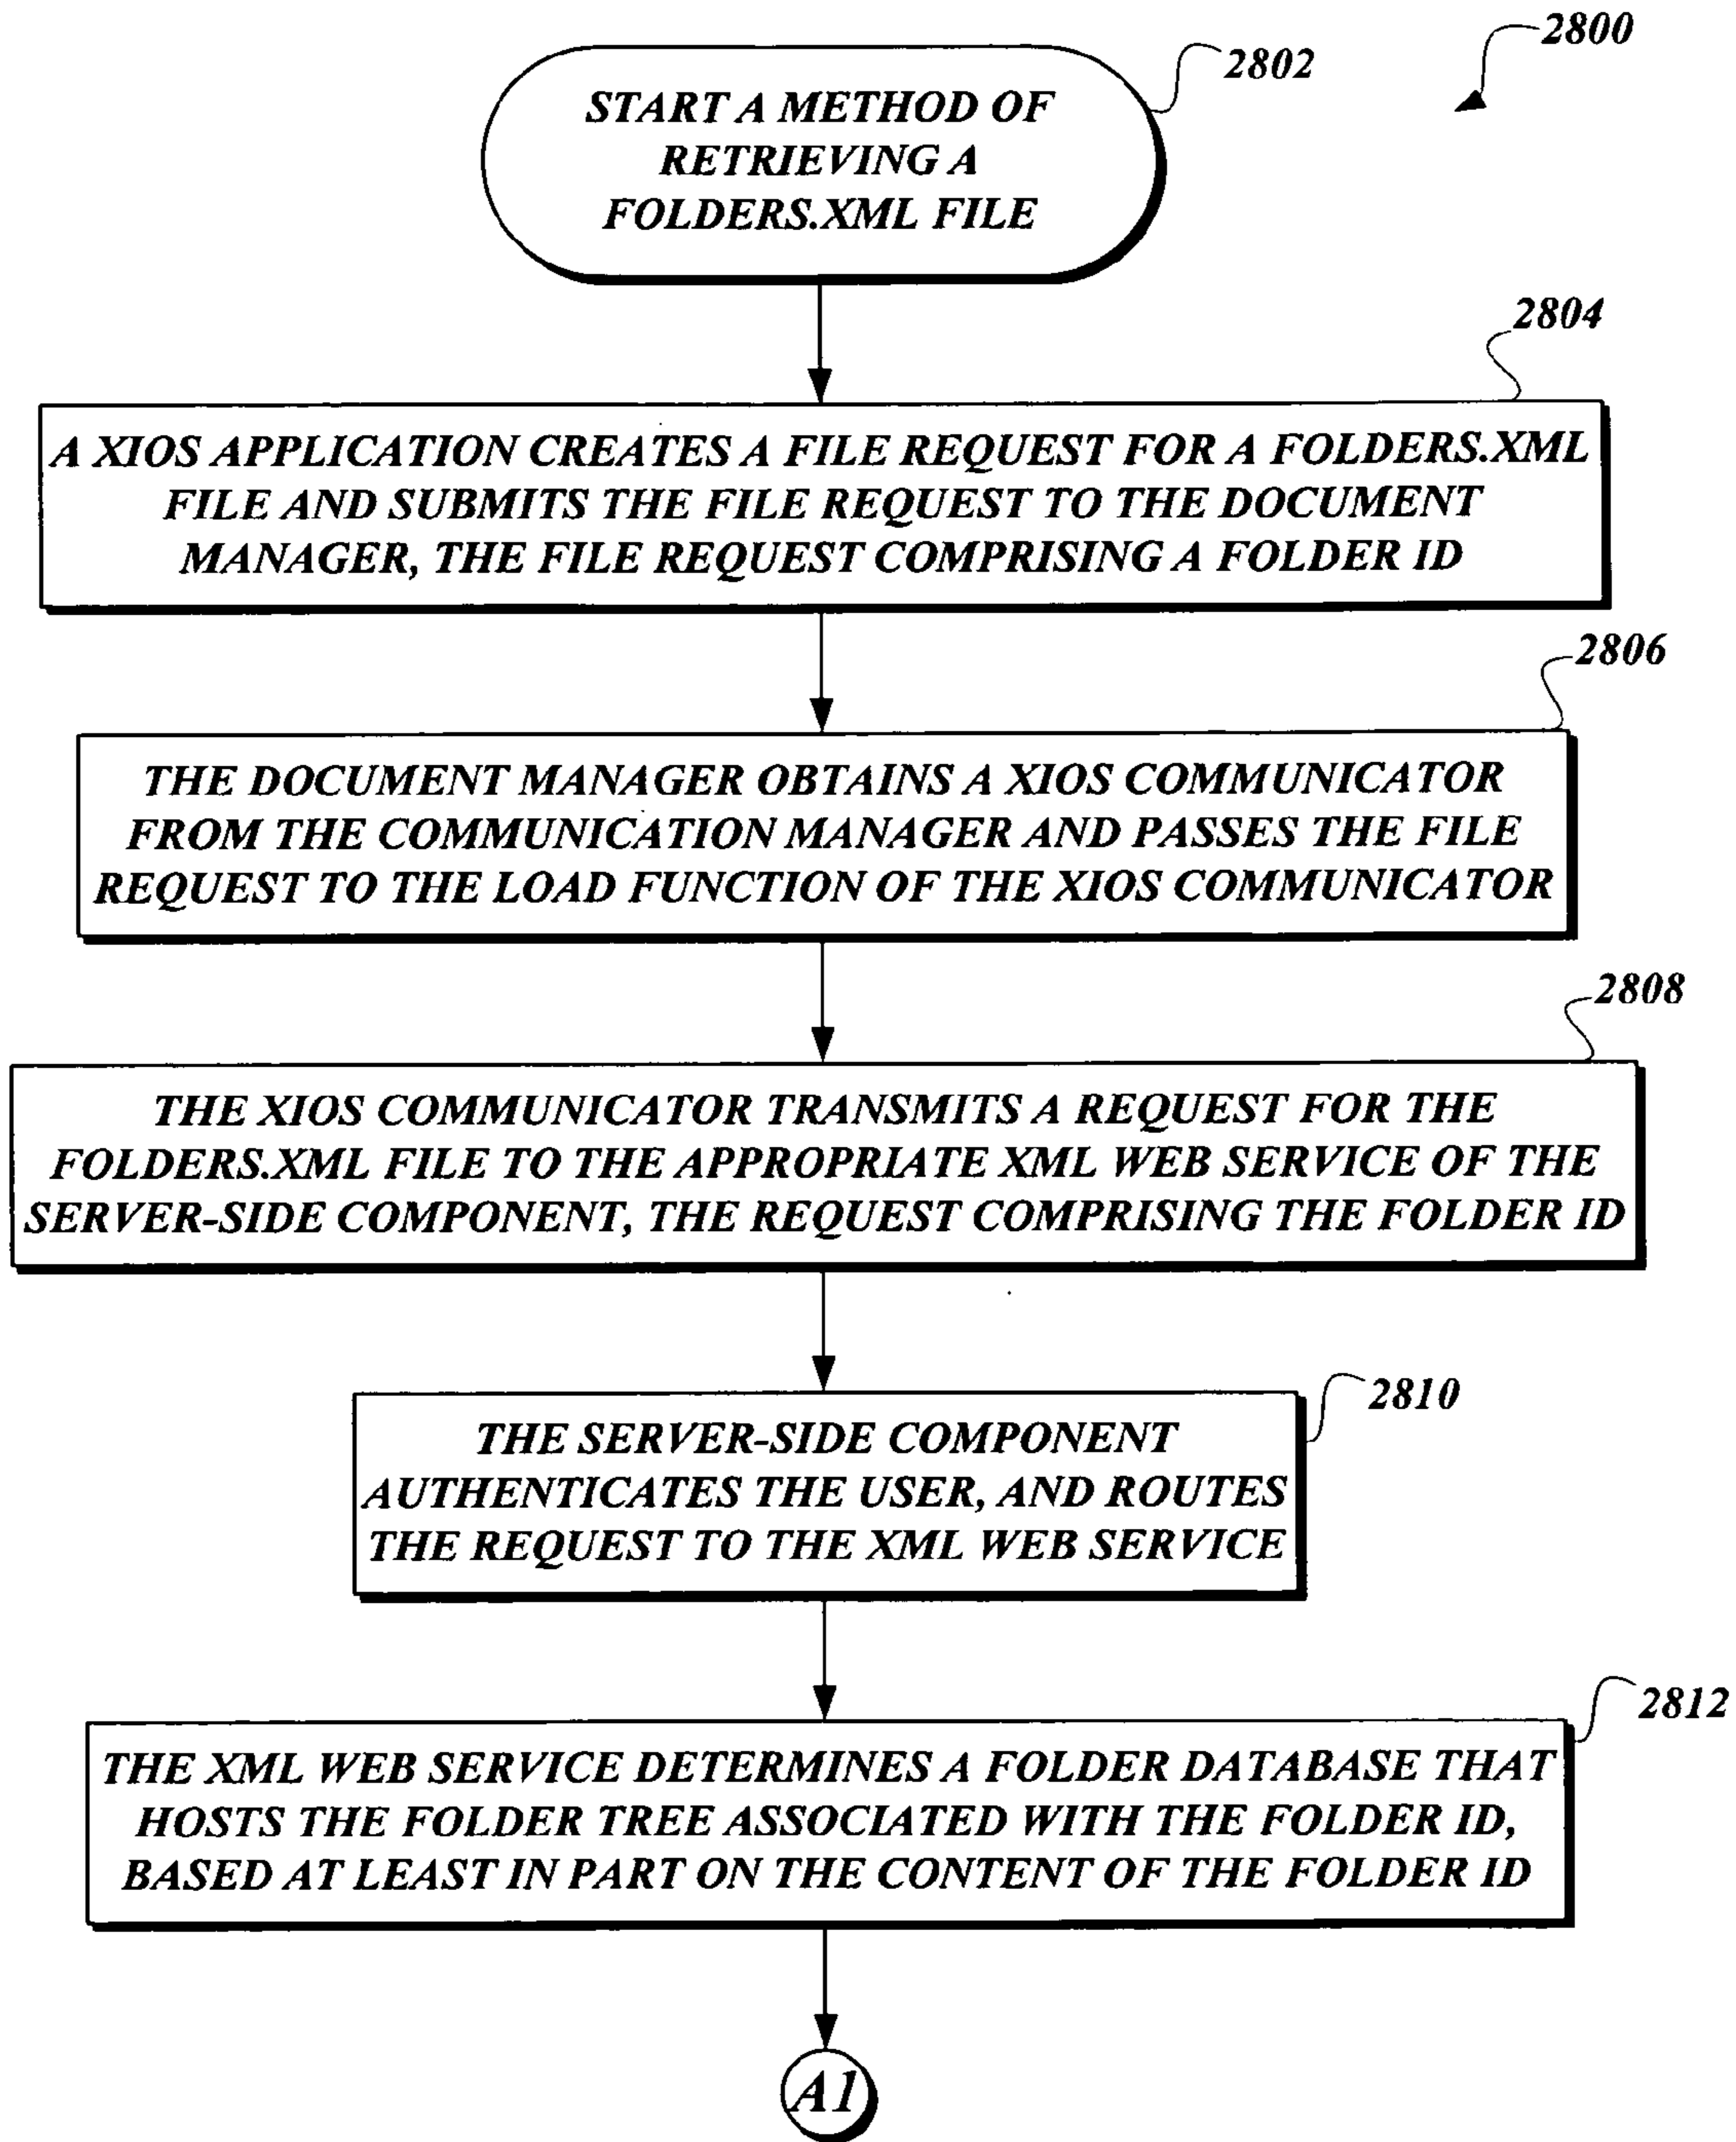 2800
2802
START A METHOD OF
RETRIEVING A
FOLDERS.XML FILE
2804
A XIOS APPLICATION CREATES A FILE REQUEST FOR A FOLDERS.XML
FILE AND SUBMITS THE FILE REQUEST TO THE DOCUMENT
MANAGER, THE FILE REQUEST COMPRISING A FOLDER ID
2806
THE DOCUMENT MANAGER OBTAINS A XIOS COMMUNICATOR
FROM THE COMMUNICATION MANAGER AND PASSES THE FILE
REQUEST TO THE LOAD FUNCTION OF THE XIOS COMMUNICATOR
2808
THE XIOS COMMUNICATOR TRANSMITS A REQUEST FOR THE
FOLDERS.XML FILE TO THE APPROPRIATE XML WEB SERVICE OF THE
SERVER-SIDE COMPONENT, THE REQUEST COMPRISING THE FOLDER ID
2810
THE SERVER-SIDE COMPONENT
AUTHENTICATES THE USER, AND ROUTES
THE REQUEST TO THE XML WEB SERVICE
2812
THE XML WEB SERVICE DETERMINES A FOLDER DATABASE THAT
HOSTS THE FOLDER TREE ASSOCIATED WITH THE FOLDER ID,
BASED AT LEAST IN PART ON THE CONTENT OF THE FOLDER ID
A1